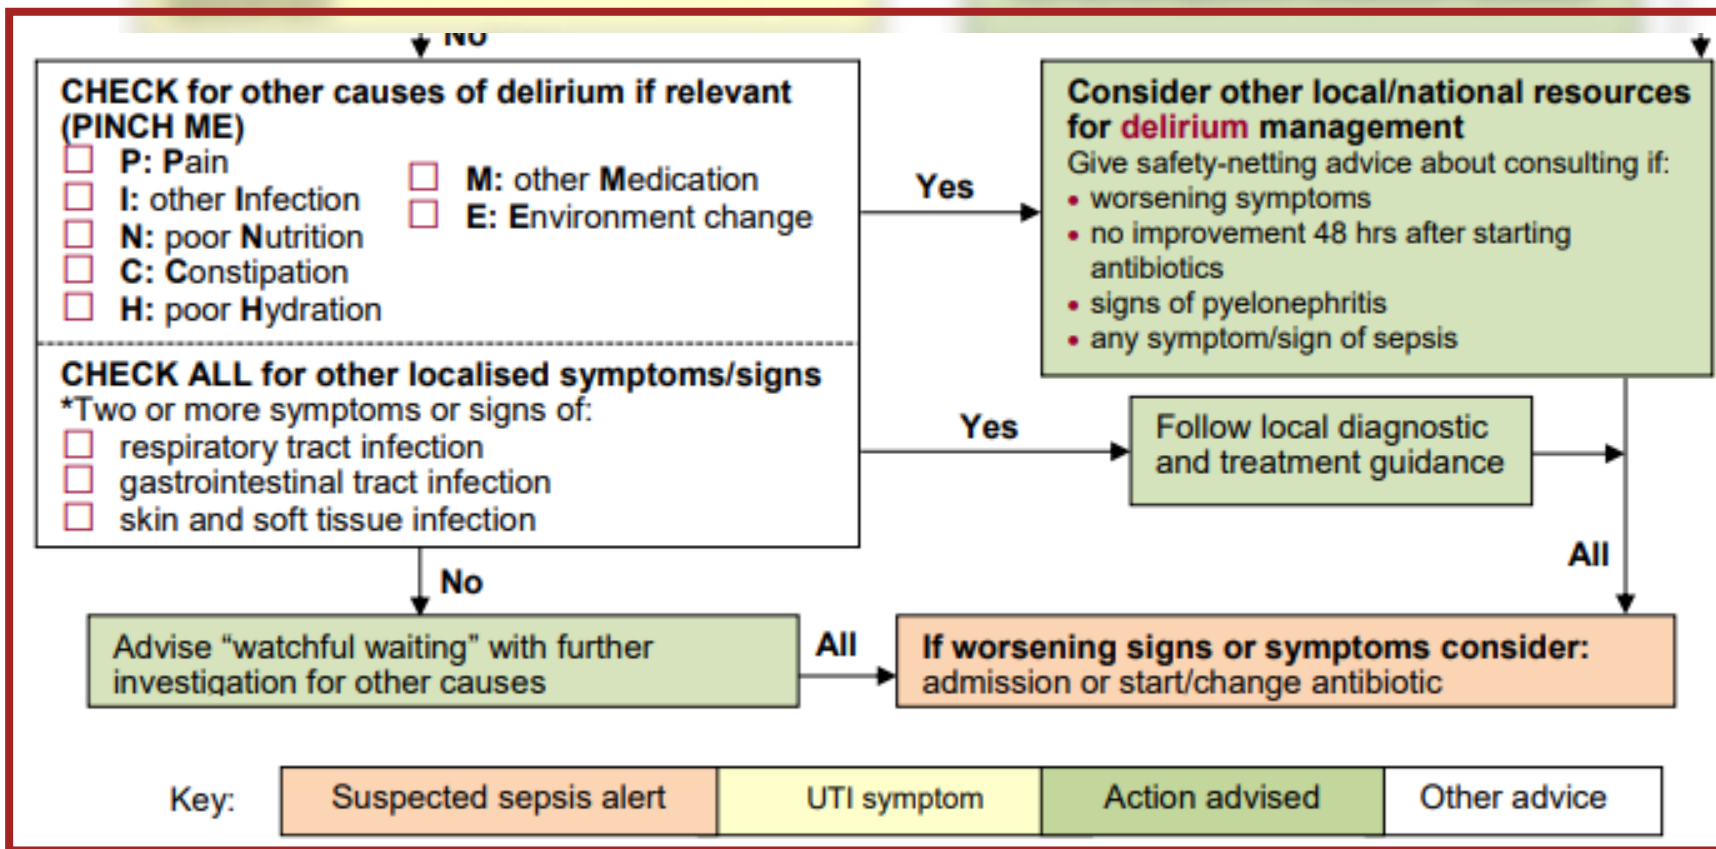 No
CHECK for other causes of delirium if relevant
(PINCH ME)
☐ P: Pain
☐ I: other Infection
☐ N: poor Nutrition
☐ C: Constipation
☐ H: poor Hydration
☐ M: other Medication
☐ E: Environment change
CHECK ALL for other localised symptoms/signs
*Two or more symptoms or signs of:
☐ respiratory tract infection
☐ gastrointestinal tract infection
☐ skin and soft tissue infection
Yes
Consider other local/national resources
for delirium management
Give safety-netting advice about consulting if:
• worsening symptoms
• no improvement 48 hrs after starting
antibiotics
• signs of pyelonephritis
• any symptom/sign of sepsis
Yes
Follow local diagnostic
and treatment guidance
All
No
Advise “watchful waiting” with further
investigation for other causes
All
If worsening signs or symptoms consider:
admission or start/change antibiotic
Key:
Suspected sepsis alert
UTI symptom
Action advised
Other advice